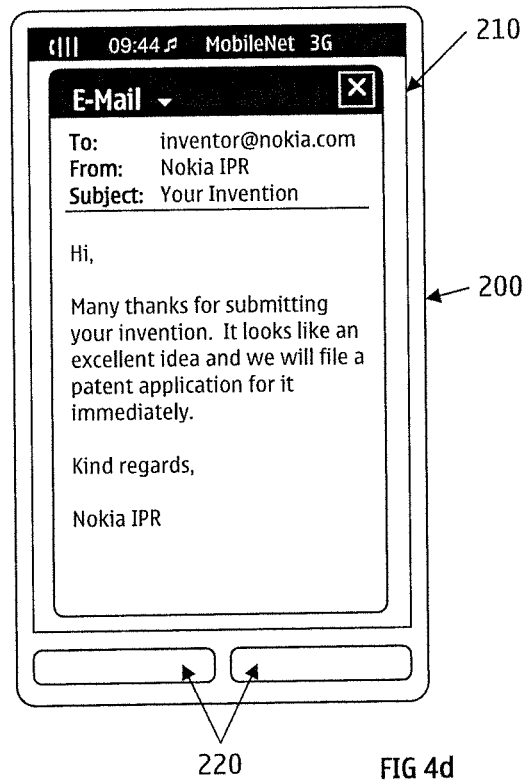 09:44 MobileNet 3G
210
E-Mail
To: inventor@nokia.com
From: Nokia IPR
Subject: Your Invention
Hi,
200
Many thanks for submitting
your invention. It looks like an
excellent idea and we will file a
patent application for it
immediately.
Kind regards,
Nokia IPR
220
FIG 4d